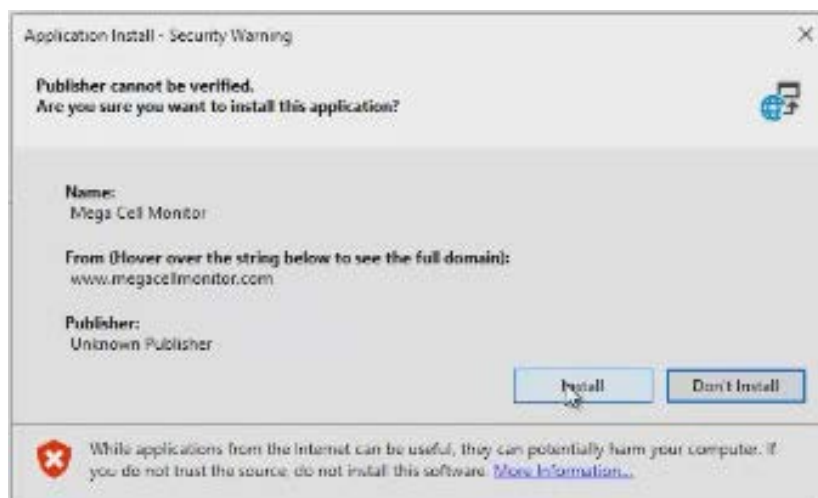 Application Install - Security Warning
Publisher cannot be verified.
Are you sure you want to install this application?
Name:
Mega Cell Monitor
From (Hover over the string below to see the full domain):
www.megacellmonitor.com
Publisher:
Unknown Publisher
Install
Don't Install
While applications from the Internet can be useful, they can potentially harm your computer. If
you do not trust the source, do not install this software. More Information...